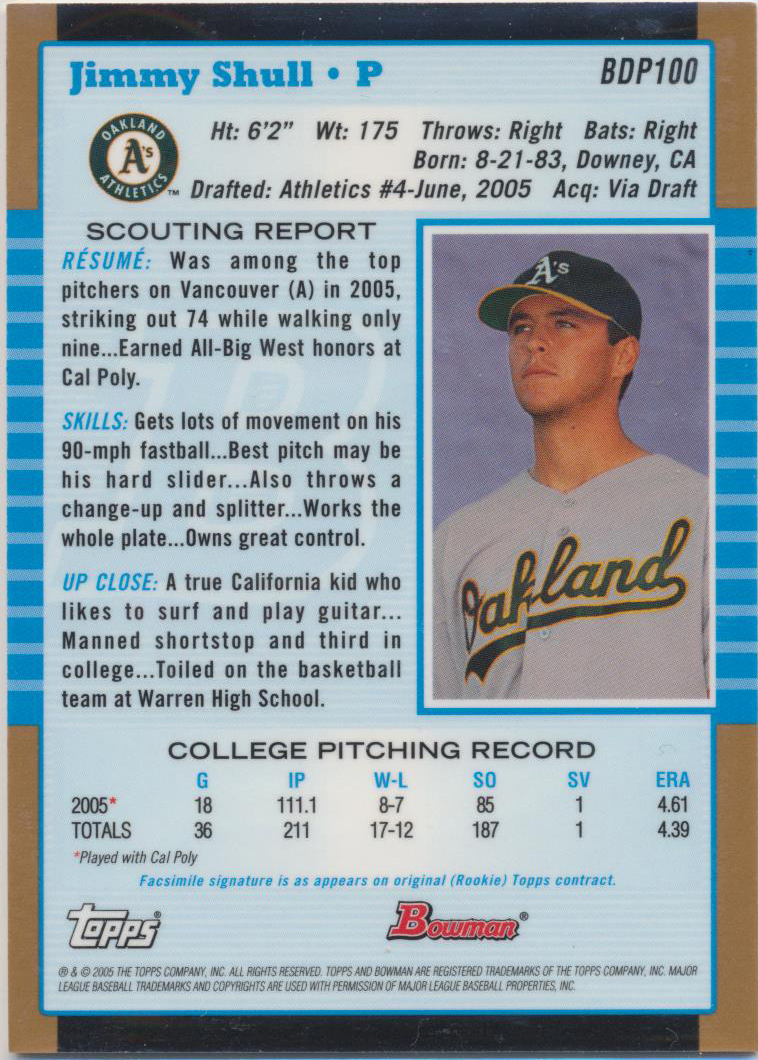 Jimmy Shull • P
BDP100
OAKLAND
A's
ATHLETICS™
Ht: 6'2" Wt: 175 Throws: Right Bats: Right
Born: 8-21-83, Downey, CA
Drafted: Athletics #4-June, 2005 Acq: Via Draft
SCOUTING REPORT
RÉSUMÉ: Was among the top
pitchers on Vancouver (A) in 2005,
striking out 74 while walking only
nine...Earned All-Big West honors at
Cal Poly.
SKILLS: Gets lots of movement on his
90-mph fastball...Best pitch may be
his hard slider...Also throws a
change-up and splitter...Works the
whole plate...Owns great control.
UP CLOSE: A true California kid who
likes to surf and play guitar...
Manned shortstop and third in
college...Toiled on the basketball
team at Warren High School.
A's
Oakland
COLLEGE PITCHING RECORD
G IP W-L SO SV ERA
2005* 18 111.1 8-7 85 1 4.61
TOTALS 36 211 17-12 187 1 4.39
*Played with Cal Poly
Facsimile signature is as appears on original (Rookie) Topps contract.
Topps® Bowman®
® & © 2005 THE TOPPS COMPANY, INC. ALL RIGHTS RESERVED. TOPPS AND BOWMAN ARE REGISTERED TRADEMARKS OF THE TOPPS COMPANY, INC. MAJOR
LEAGUE BASEBALL TRADEMARKS AND COPYRIGHTS ARE USED WITH PERMISSION OF MAJOR LEAGUE BASEBALL PROPERTIES, INC.